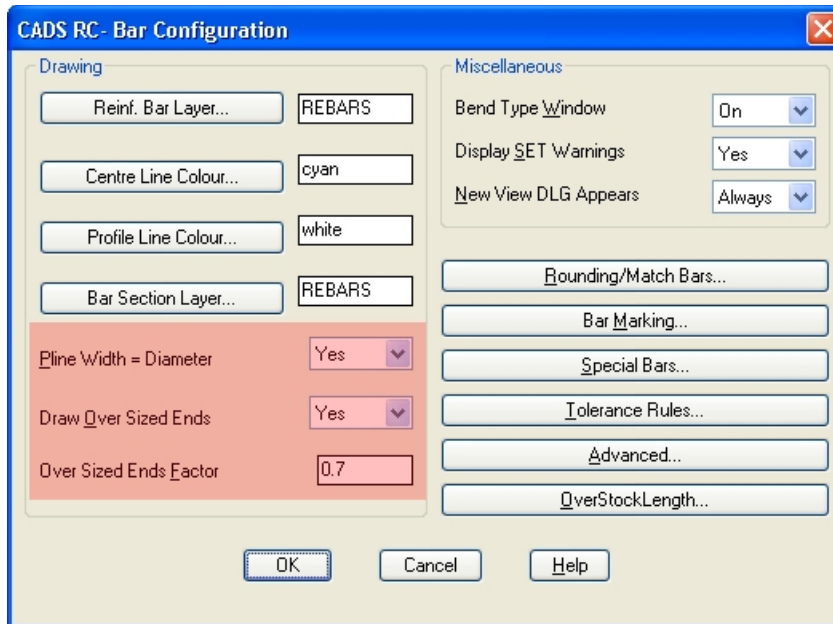 CADS RC- Bar Configuration
Drawing
Reinf. Bar Layer...
REBARS
Centre Line Colour...
cyan
Profile Line Colour...
white
Bar Section Layer...
REBARS
Pline Width = Diameter
Yes
Draw Over Sized Ends
Yes
Over Sized Ends Factor
0.7
Miscellaneous
Bend Type Window
On
Display SET Warnings
Yes
New View DLG Appears
Always
Rounding/Match Bars...
Bar Marking...
Special Bars...
Tolerance Rules...
Advanced...
OverStockLength...
OK
Cancel
Help